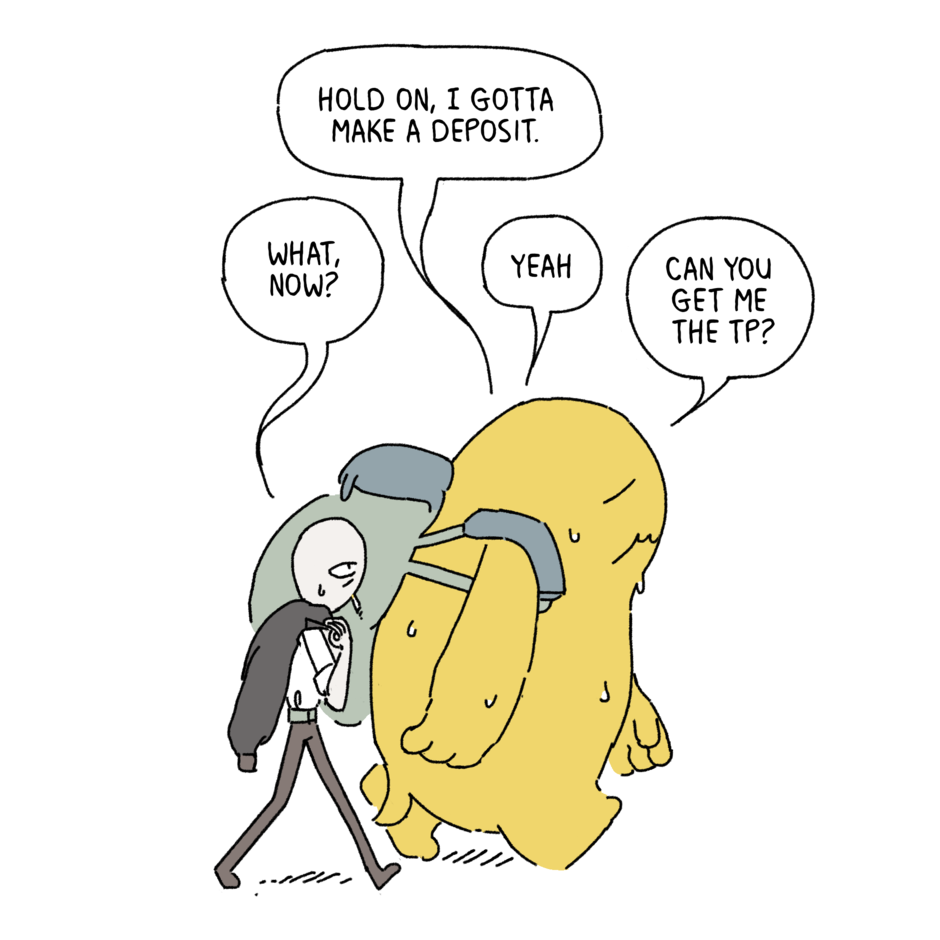 HOLD ON, I GOTTA
MAKE A DEPOSIT.
WHAT,
NOW?
YEAH
CAN YOU
GET ME
THE TP?